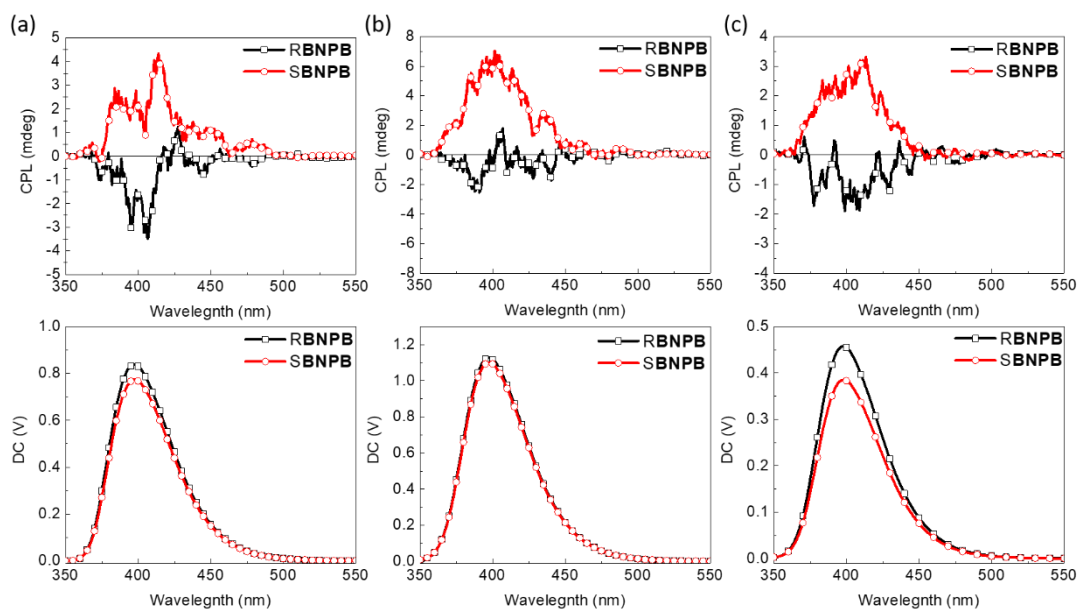 (a)
CPL (mdeg)
5
4
3
2
1
0
-1
-2
-3
-4
-5
RBNPB
SBNPB
350 400 450 500 550
Wavelegnth (nm)
(b)
CPL (mdeg)
8
6
4
2
0
-2
-4
-6
-8
RBNPB
SBNPB
350 400 450 500 550
Wavelegnth (nm)
(c)
CPL (mdeg)
4
3
2
1
0
-1
-2
-3
-4
RBNPB
SBNPB
350 400 450 500 550
Wavelegnth (nm)
DC (V)
1.0
0.8
0.6
0.4
0.2
0.0
RBNPB
SBNPB
350 400 450 500 550
Wavelegnth (nm)
DC (V)
1.2
1.0
0.8
0.6
0.4
0.2
0.0
RBNPB
SBNPB
350 400 450 500 550
Wavelegnth (nm)
DC (V)
0.5
0.4
0.3
0.2
0.1
0.0
RBNPB
SBNPB
350 400 450 500 550
Wavelegnth (nm)